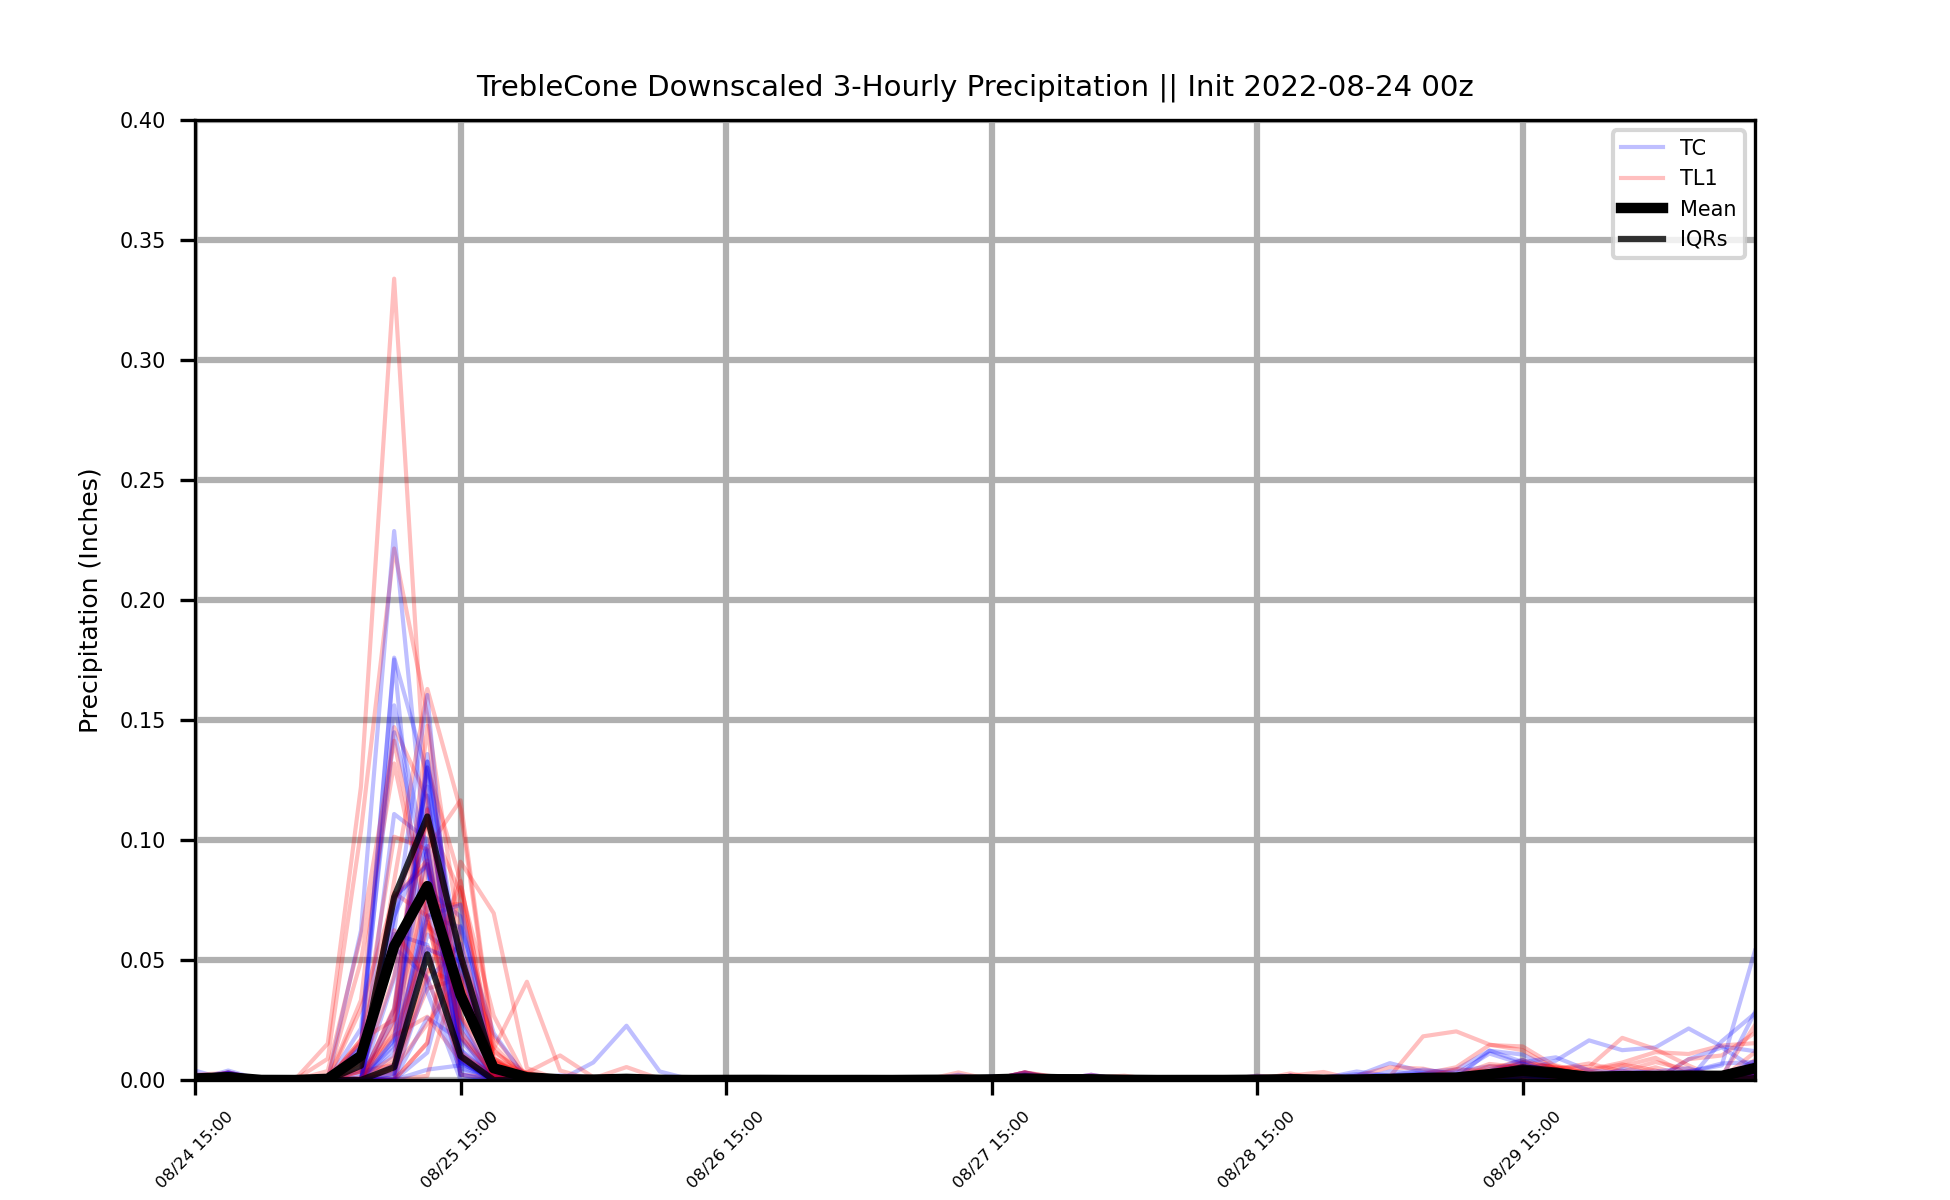 TrebleCone Downscaled 3-Hourly Precipitation || Init 2022-08-24 00z
0.40
0.35
0.30
0.25
0.20
0.15
0.10
0.05
0.00
Precipitation (Inches)
TC
TL1
Mean
IQRs
08/24 15:00
08/25 15:00
08/26 15:00
08/27 15:00
08/28 15:00
08/29 15:00